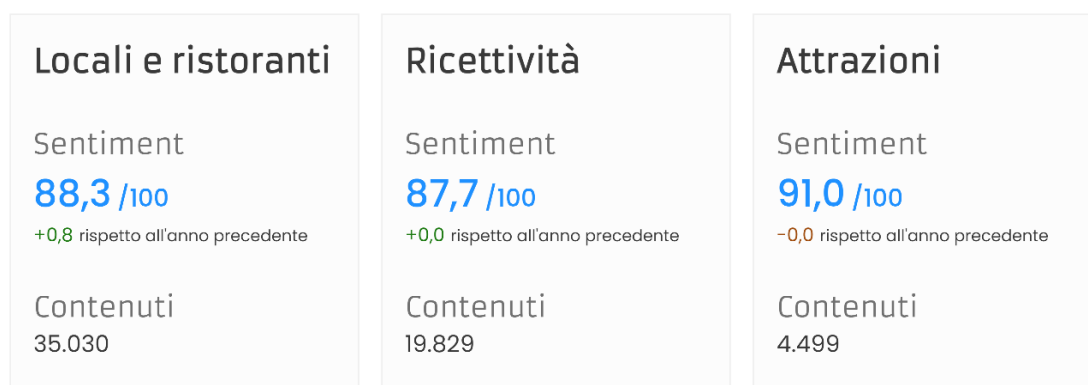 Locali e ristoranti
Sentiment
88,3 /100
+0,8 rispetto all'anno precedente
Contenuti
35.030
Ricettività
Sentiment
87,7 /100
+0,0 rispetto all'anno precedente
Contenuti
19.829
Attrazioni
Sentiment
91,0 /100
-0,0 rispetto all'anno precedente
Contenuti
4.499